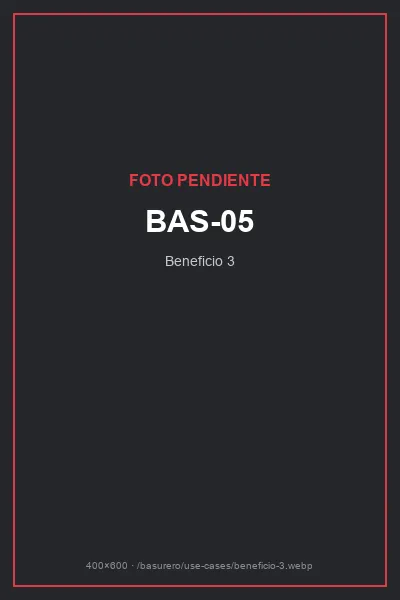 FOTO PENDIENTE
BAS-05
Beneficio 3
400×600 · /basurero/use-cases/beneficio-3.webp